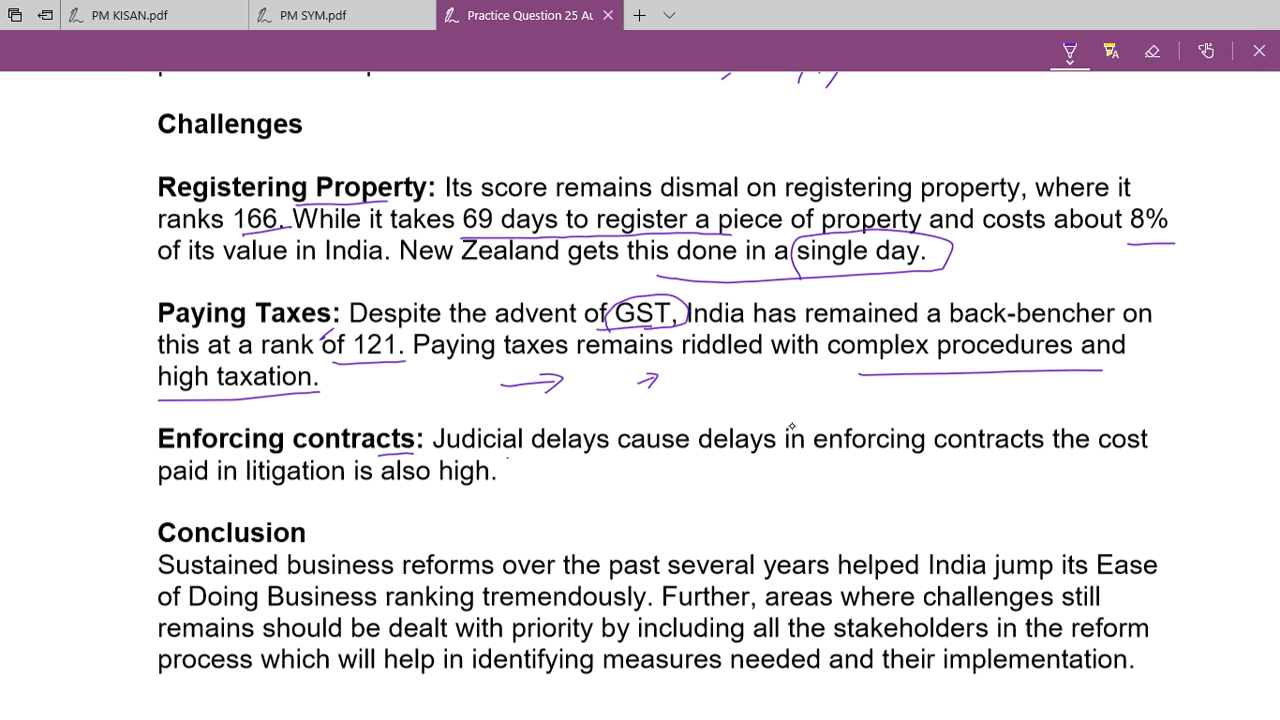 PM KISAN.pdf
PM SYM.pdf
Practice Question 25 Au
Challenges
Registering Property: Its score remains dismal on registering property, where it
ranks 166. While it takes 69 days to register a piece of property and costs about 8%
of its value in India. New Zealand gets this done in a single day.
Paying Taxes: Despite the advent of GST, India has remained a back-bencher on
this at a rank of 121. Paying taxes remains riddled with complex procedures and
high taxation.
Enforcing contracts: Judicial delays cause delays in enforcing contracts the cost
paid in litigation is also high.
Conclusion
Sustained business reforms over the past several years helped India jump its Ease
of Doing Business ranking tremendously. Further, areas where challenges still
remains should be dealt with priority by including all the stakeholders in the reform
process which will help in identifying measures needed and their implementation.